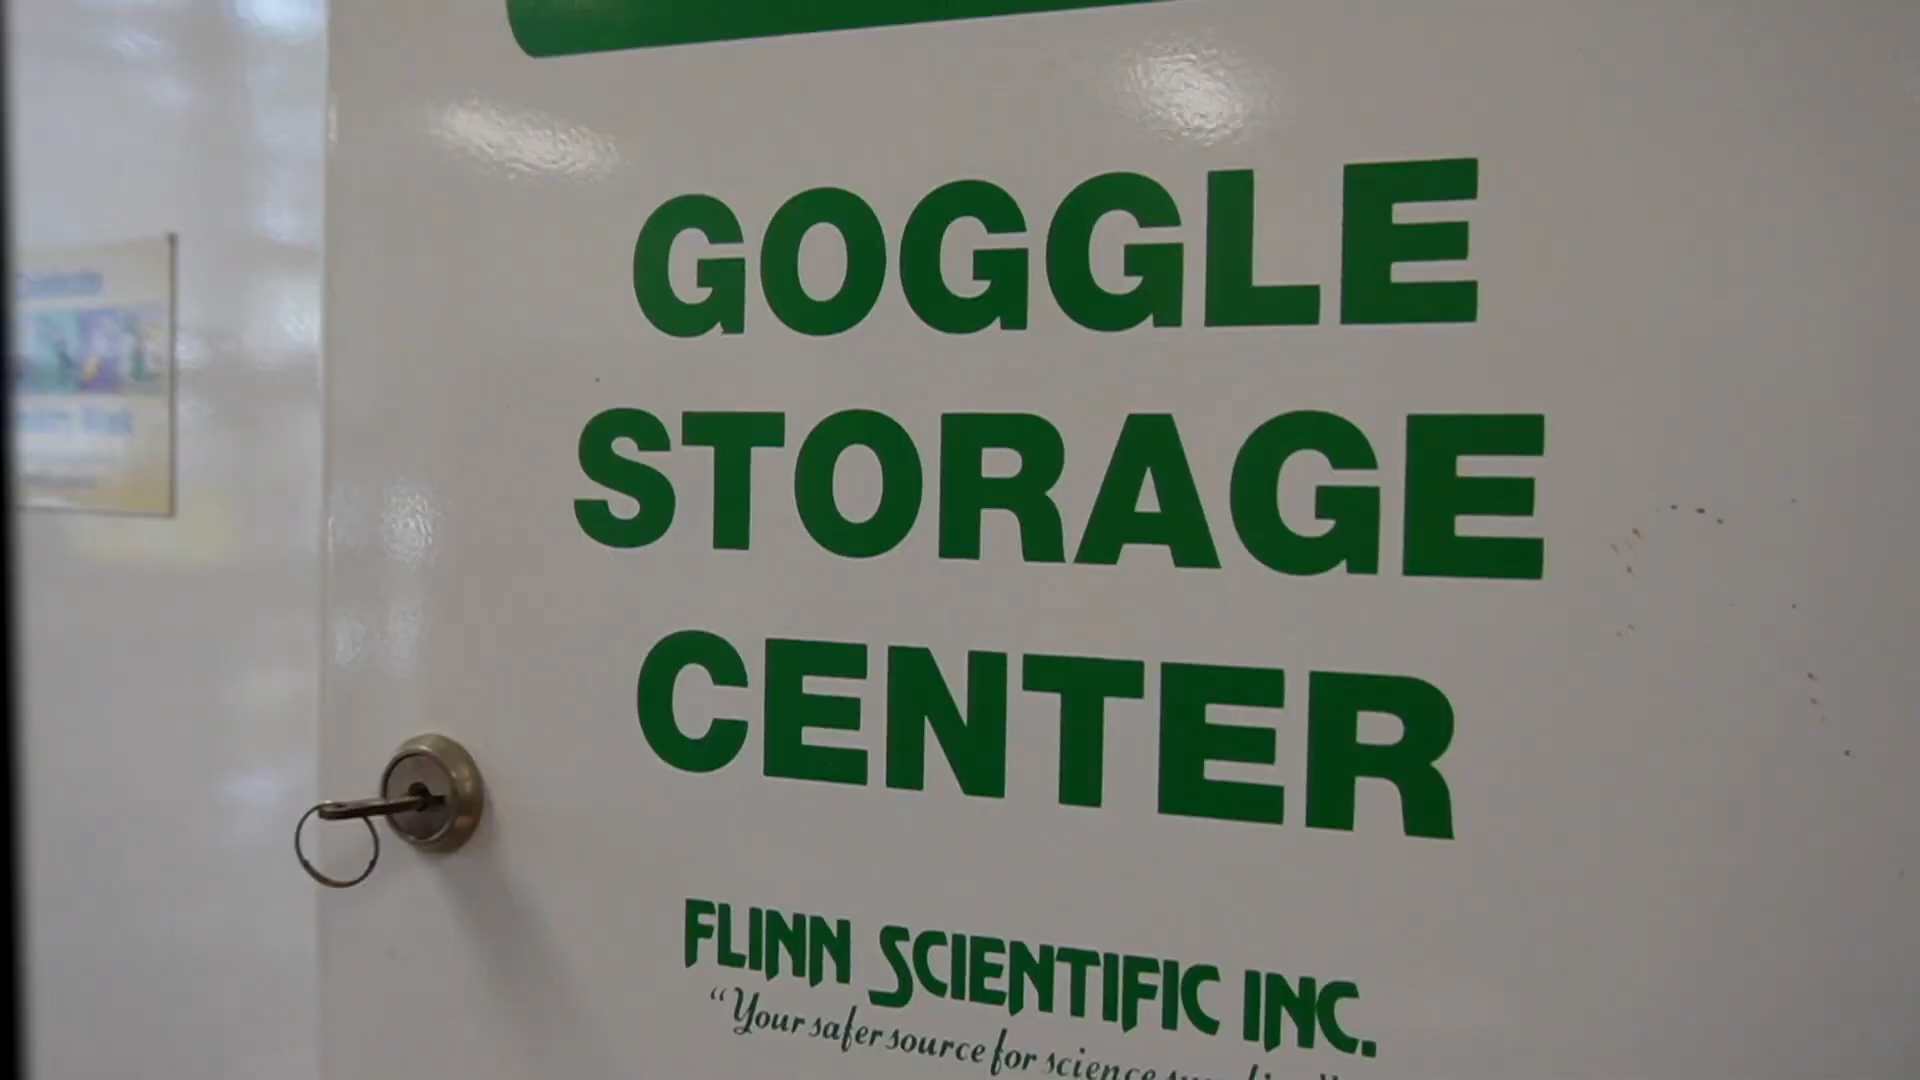 GOGGLE
STORAGE
CENTER
FLINN SCIENTIFIC INC.
"Your safer source for science